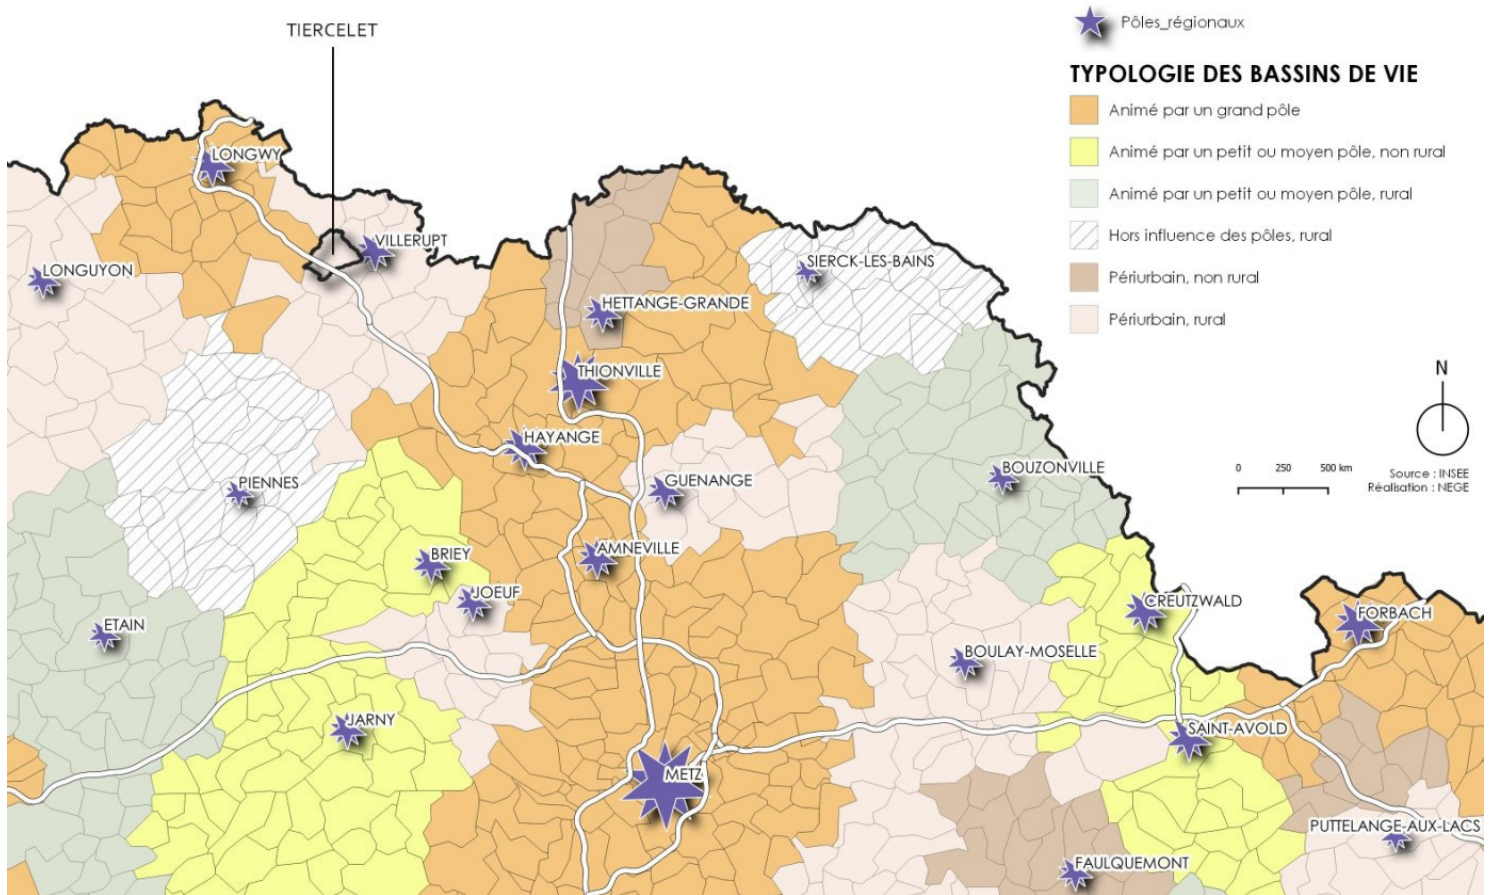 TIERCELET
Pôles_régionaux
TYPOLOGIE DES BASSINS DE VIE
Animé par un grand pôle
Animé par un petit ou moyen pôle, non rural
Animé par un petit ou moyen pôle, rural
Hors influence des pôles, rural
Périurbain, non rural
Périurbain, rural
LONGWY
VILLERUPT
LONGUYON
SIERCK-LES-BAINS
HETTANGE-GRANDE
THIONVILLE
N
HAYANGE
BOUZONVILLE
0 250 500 km
Source : INSEE
Réalisation : NEGE
PIENNES
GUENANGE
BRIEY
AMNEVILLE
JOEUF
CREUTZWALD
FORBACH
ETAIN
BOULAY-MOSELLE
JARNY
SAINT-AVOLD
METZ
PUTTELANGE-AUX-LACS
FAULQUEMONT